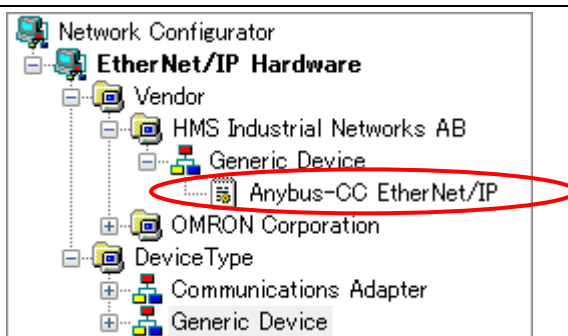 Network Configurator
EtherNet/IP Hardware
Vendor
HMS Industrial Networks AB
Generic Device
Anybus-CC EtherNet/IP
OMRON Corporation
DeviceType
Communications Adapter
Generic Device